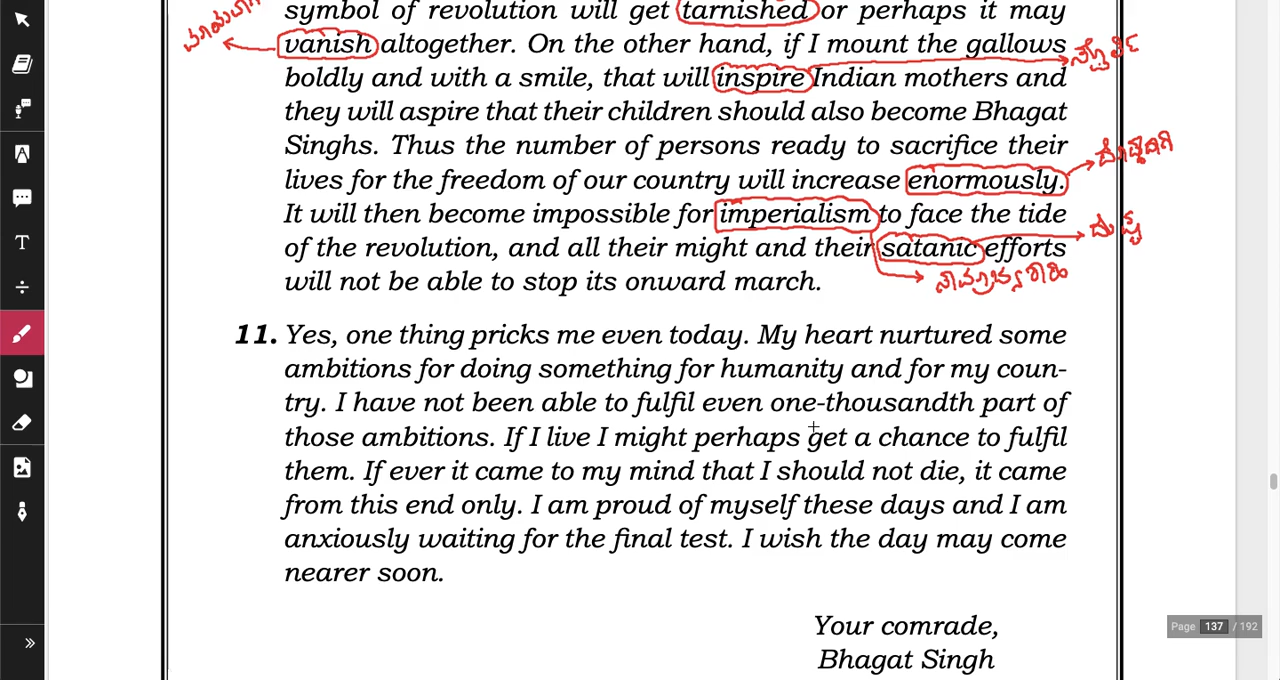 symbol of revolution will get tarnished or perhaps it may
vanish altogether. On the other hand, if I mount the gallows
boldly and with a smile, that will inspire Indian mothers and
they will aspire that their children should also become Bhagat
Singhs. Thus the number of persons ready to sacrifice their
lives for the freedom of our country will increase enormously.
It will then become impossible for imperialism to face the tide
of the revolution, and all their might and their satanic efforts
will not be able to stop its onward march.
11. Yes, one thing pricks me even today. My heart nurtured some
ambitions for doing something for humanity and for my coun-
try. I have not been able to fulfil even one-thousandth part of
those ambitions. If I live I might perhaps get a chance to fulfil
them. If ever it came to my mind that I should not die, it came
from this end only. I am proud of myself these days and I am
anxiously waiting for the final test. I wish the day may come
nearer soon.
Your comrade,
Bhagat Singh
Page 137 / 192